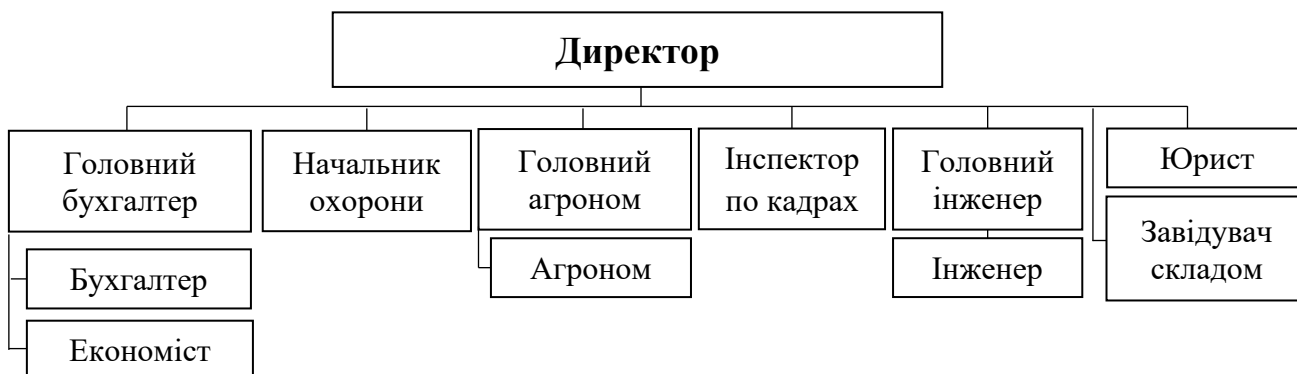 Директор
Головний
бухгалтер
Начальник
охорони
Головний
агроном
Інспектор
по кадрах
Головний
інженер
Юрист
Завідувач
складом
Бухгалтер
Агроном
Інженер
Економіст